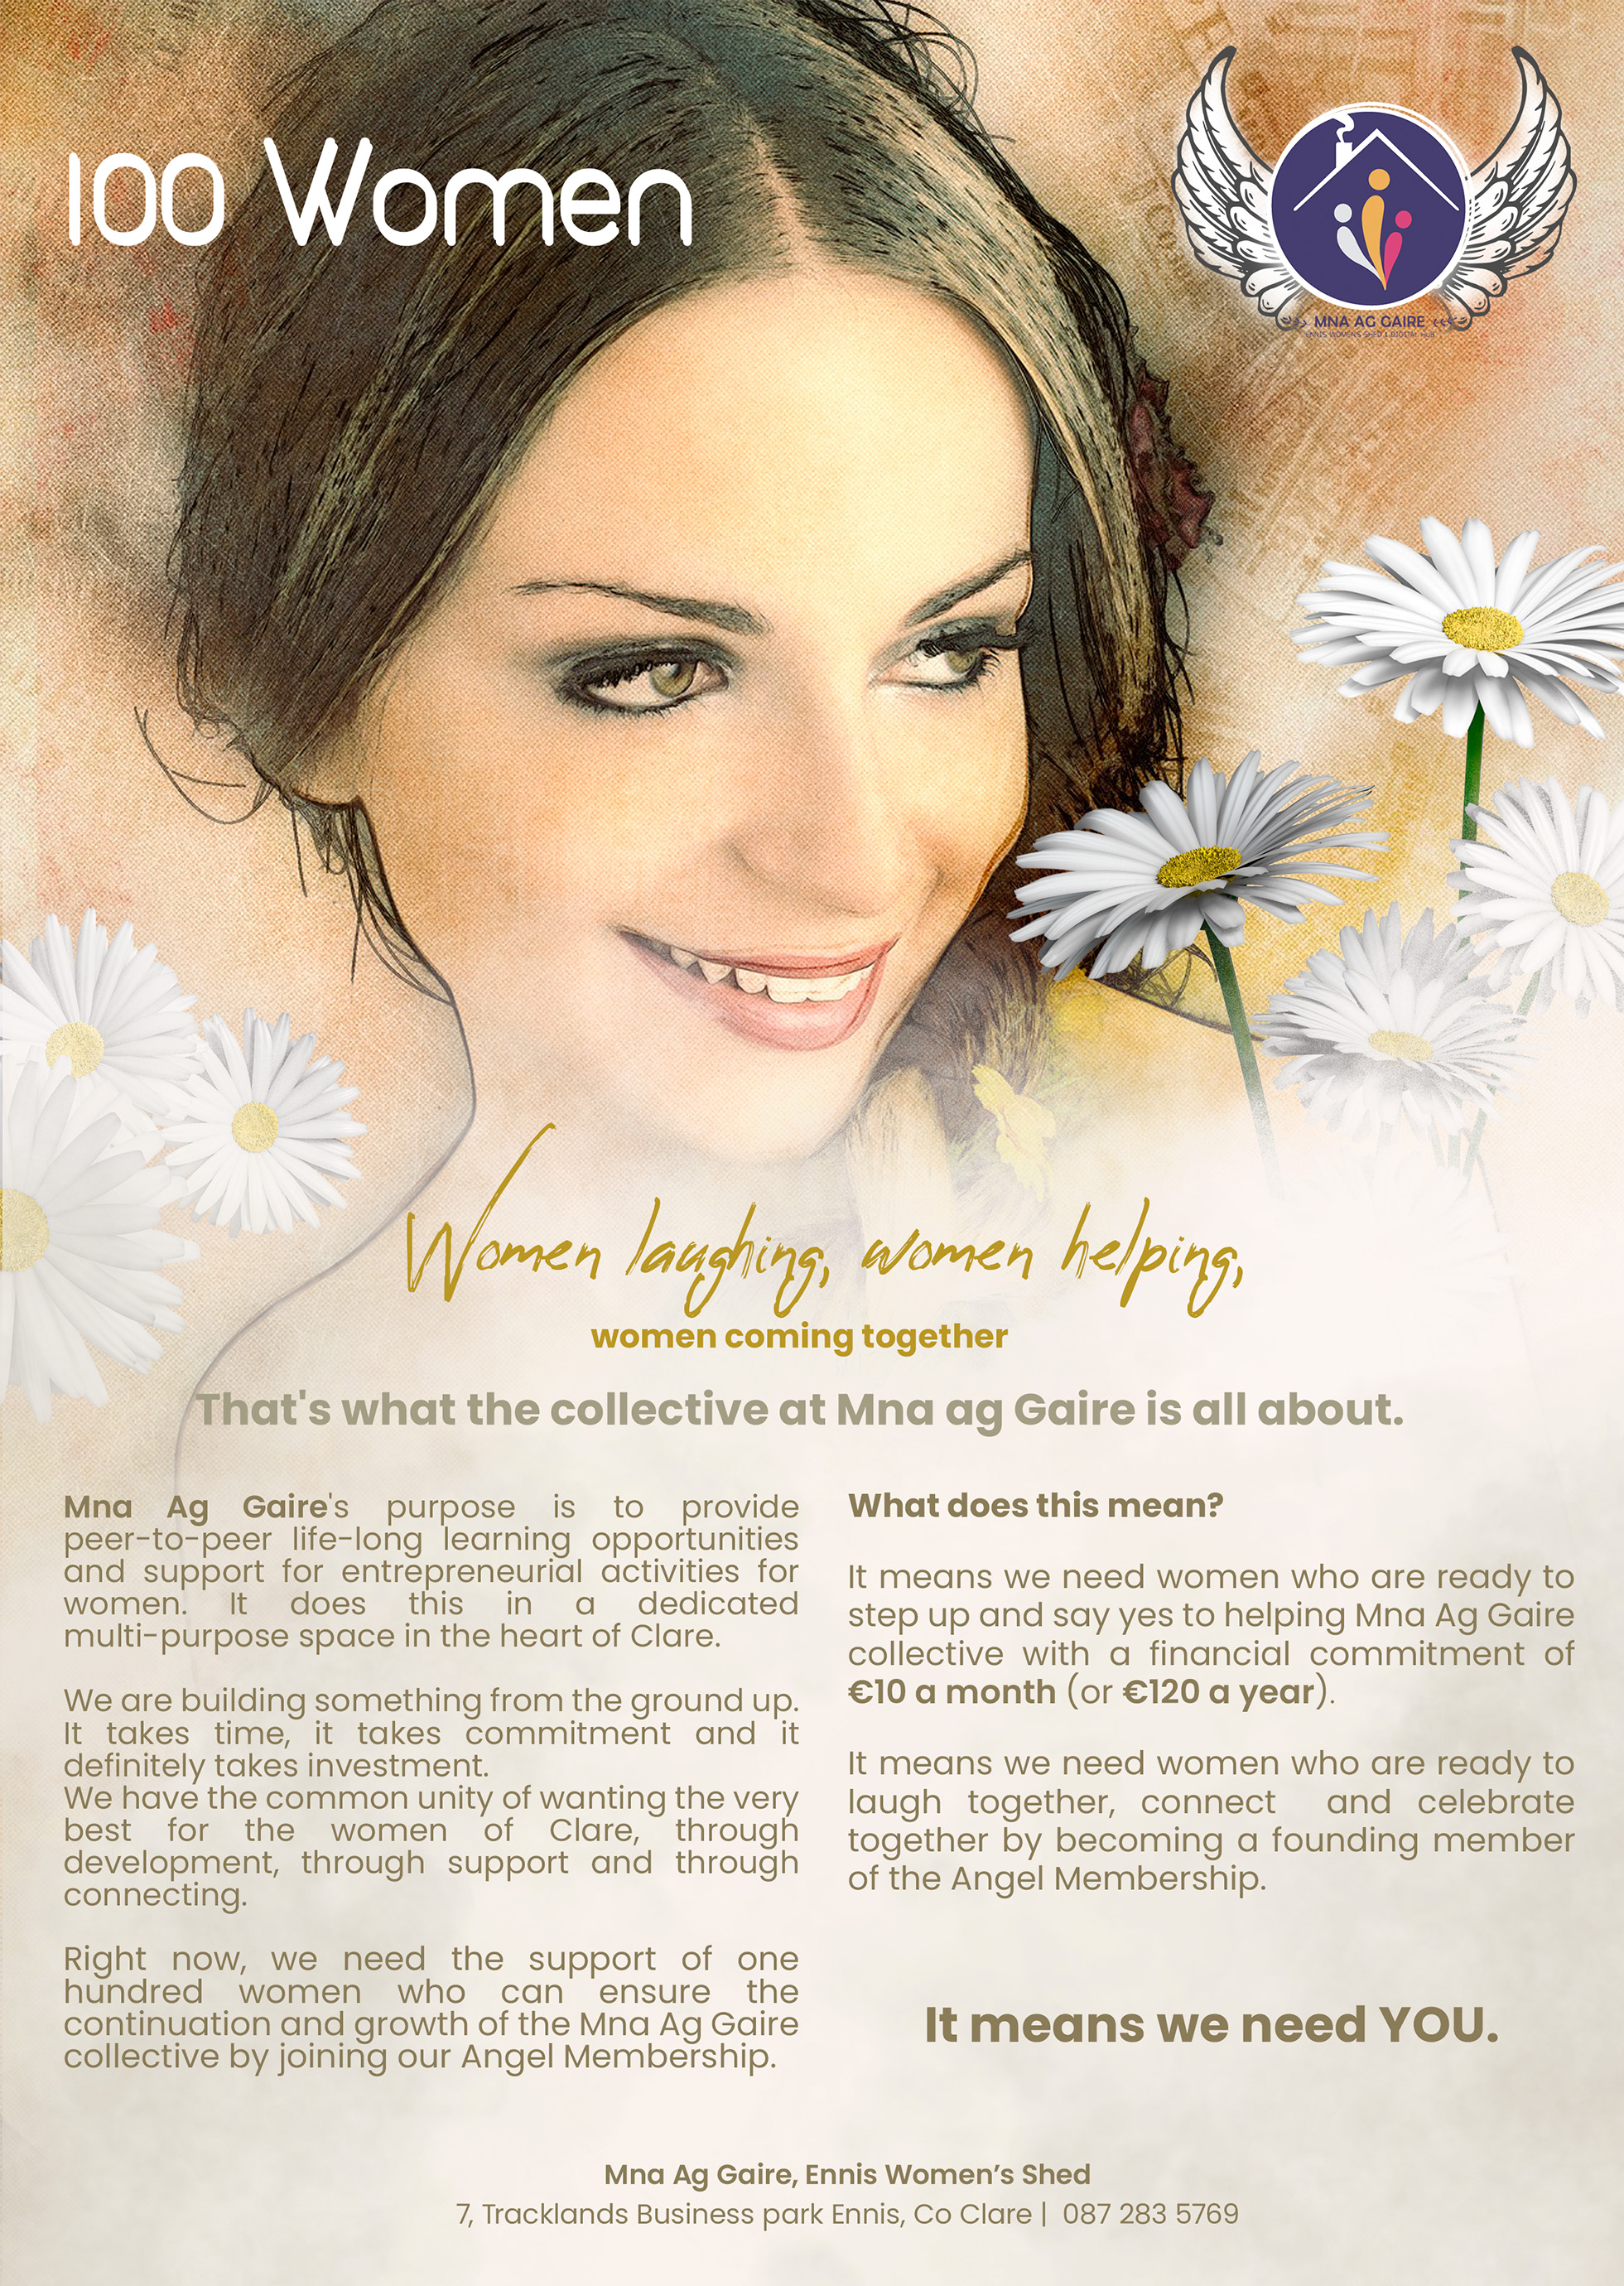 100 Women
MNA AG GAIRE
ENNIS WOMEN'S SHED & DIGITAL HUB
Women laughing, women helping,
women coming together
That's what the collective at Mna ag Gaire is all about.
Mna Ag Gaire's purpose is to provide
peer-to-peer life-long learning opportunities
and support for entrepreneurial activities for
women. It does this in a dedicated
multi-purpose space in the heart of Clare.
We are building something from the ground up.
It takes time, it takes commitment and it
definitely takes investment.
We have the common unity of wanting the very
best for the women of Clare, through
development, through support and through
connecting.
Right now, we need the support of one
hundred women who can ensure the
continuation and growth of the Mna Ag Gaire
collective by joining our Angel Membership.
What does this mean?
It means we need women who are ready to
step up and say yes to helping Mna Ag Gaire
collective with a financial commitment of
€10 a month (or €120 a year).
It means we need women who are ready to
laugh together, connect and celebrate
together by becoming a founding member
of the Angel Membership.
It means we need YOU.
Mna Ag Gaire, Ennis Women’s Shed
7, Tracklands Business park Ennis, Co Clare | 087 283 5769